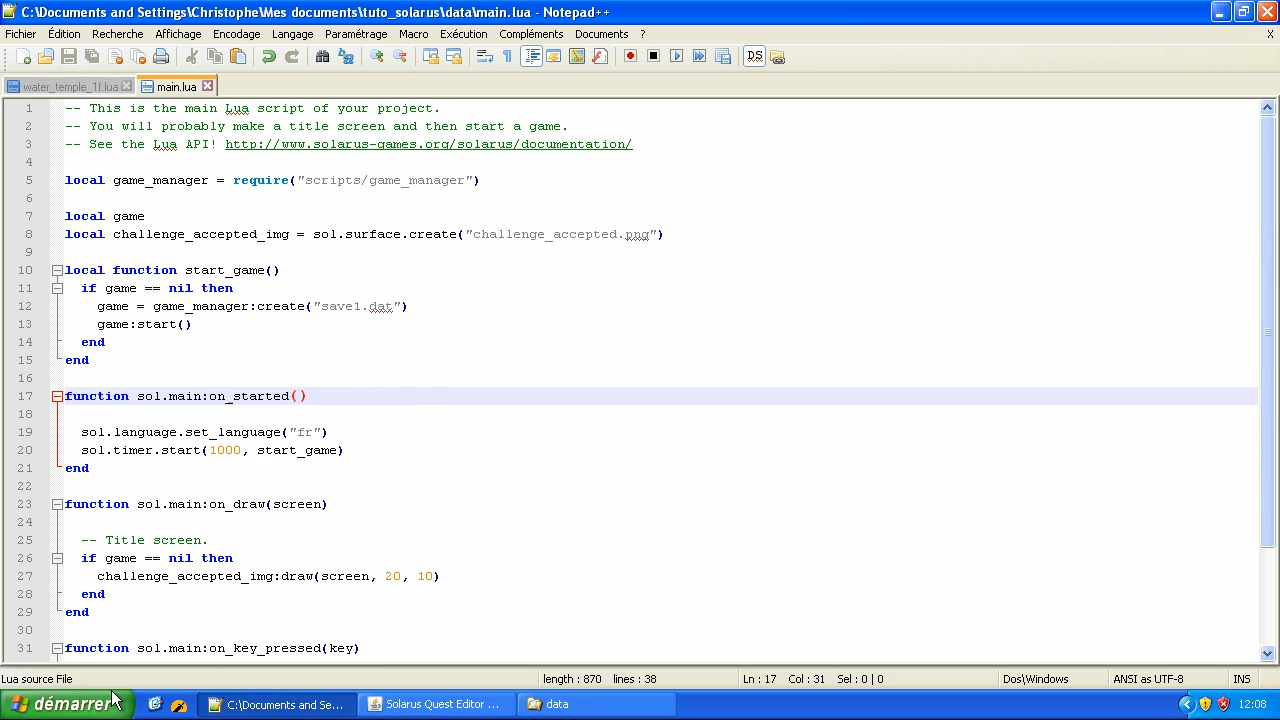 C:\Documents and Settings\Christophe\Mes documents\tuto_solarus\data\main.lua - Notepad++
Fichier Édition Recherche Affichage Encodage Langage Paramétrage Macro Exécution Compléments Documents ? X
water_temple_1f.lua main.lua
1 -- This is the main Lua script of your project.
2 -- You will probably make a title screen and then start a game.
3 -- See the Lua API! http://www.solarus-games.org/solarus/documentation/
4
5 local game_manager = require("scripts/game_manager")
6
7 local game
8 local challenge_accepted_img = sol.surface.create("challenge_accepted.png")
9
10 local function start_game()
11 if game == nil then
12 game = game_manager:create("save1.dat")
13 game:start()
14 end
15 end
16
17 function sol.main:on_started()
18
19 sol.language.set_language("fr")
20 sol.timer.start(1000, start_game)
21 end
22
23 function sol.main:on_draw(screen)
24
25 -- Title screen.
26 if game == nil then
27 challenge_accepted_img:draw(screen, 20, 10)
28 end
29 end
30
31 function sol.main:on_key_pressed(key)
Lua source File length : 870 lines : 38 Ln : 17 Col : 31 Sel : 0 | 0 Dos\Windows ANSI as UTF-8 INS
démarrer C:\Documents and Se... Solarus Quest Editor ... data 12:08